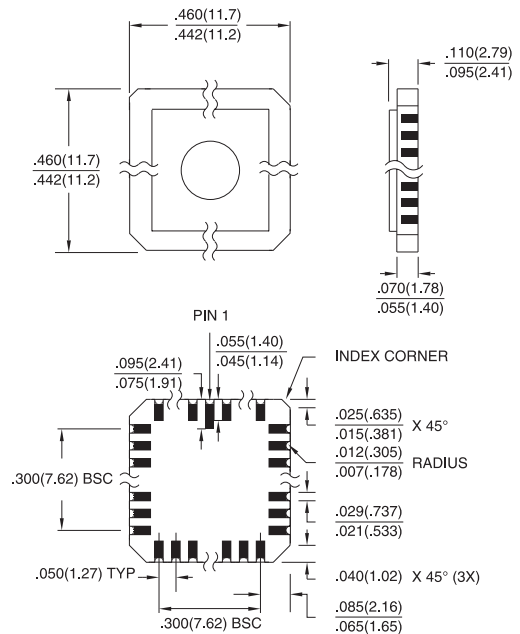 .460(11.7)
.442(11.2)
.110(2.79)
.095(2.41)
.460(11.7)
.442(11.2)
.070(1.78)
.055(1.40)
PIN 1
.055(1.40)
.045(1.14)
.095(2.41)
.075(1.91)
INDEX CORNER
.025(.635)
.015(.381) X 45°
.012(.305)
.007(.178) RADIUS
.300(7.62) BSC
.029(.737)
.021(.533)
.050(1.27) TYP
.040(1.02) X 45° (3X)
.300(7.62) BSC
.085(2.16)
.065(1.65)